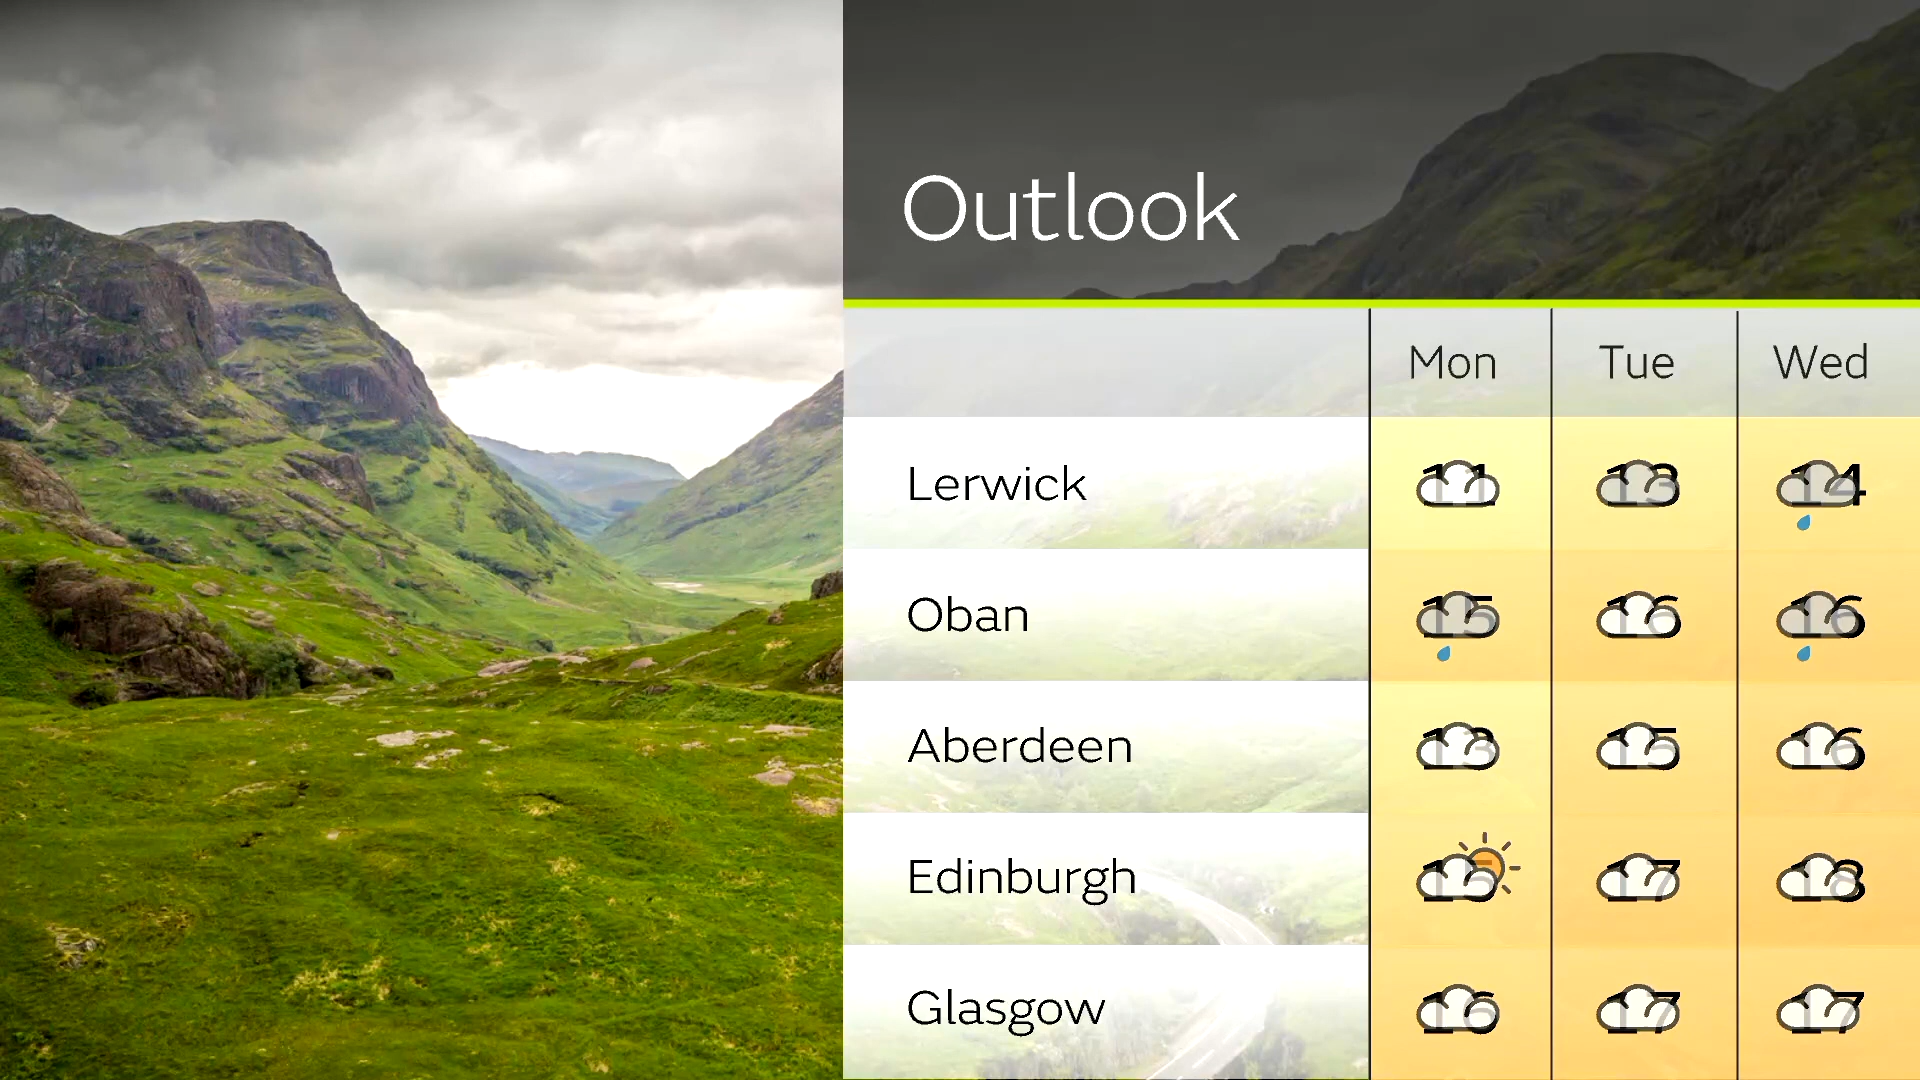 Outlook
Mon Tue Wed
Lerwick 11 13 14
Oban 15 16 16
Aberdeen 13 15 16
Edinburgh 15 17 18
Glasgow 16 17 17